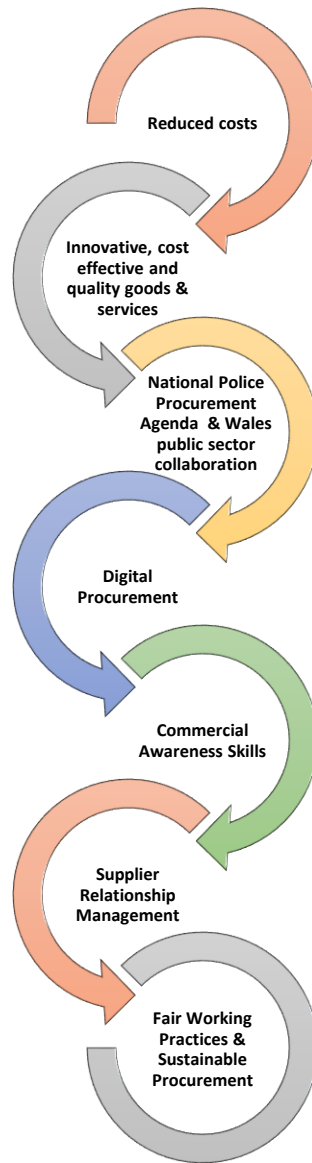 Reduced costs
Innovative, cost
effective and
quality goods &
services
National Police
Procurement
Agenda & Wales
public sector
collaboration
Digital
Procurement
Commercial
Awareness Skills
Supplier
Relationship
Management
Fair Working
Practices &
Sustainable
Procurement